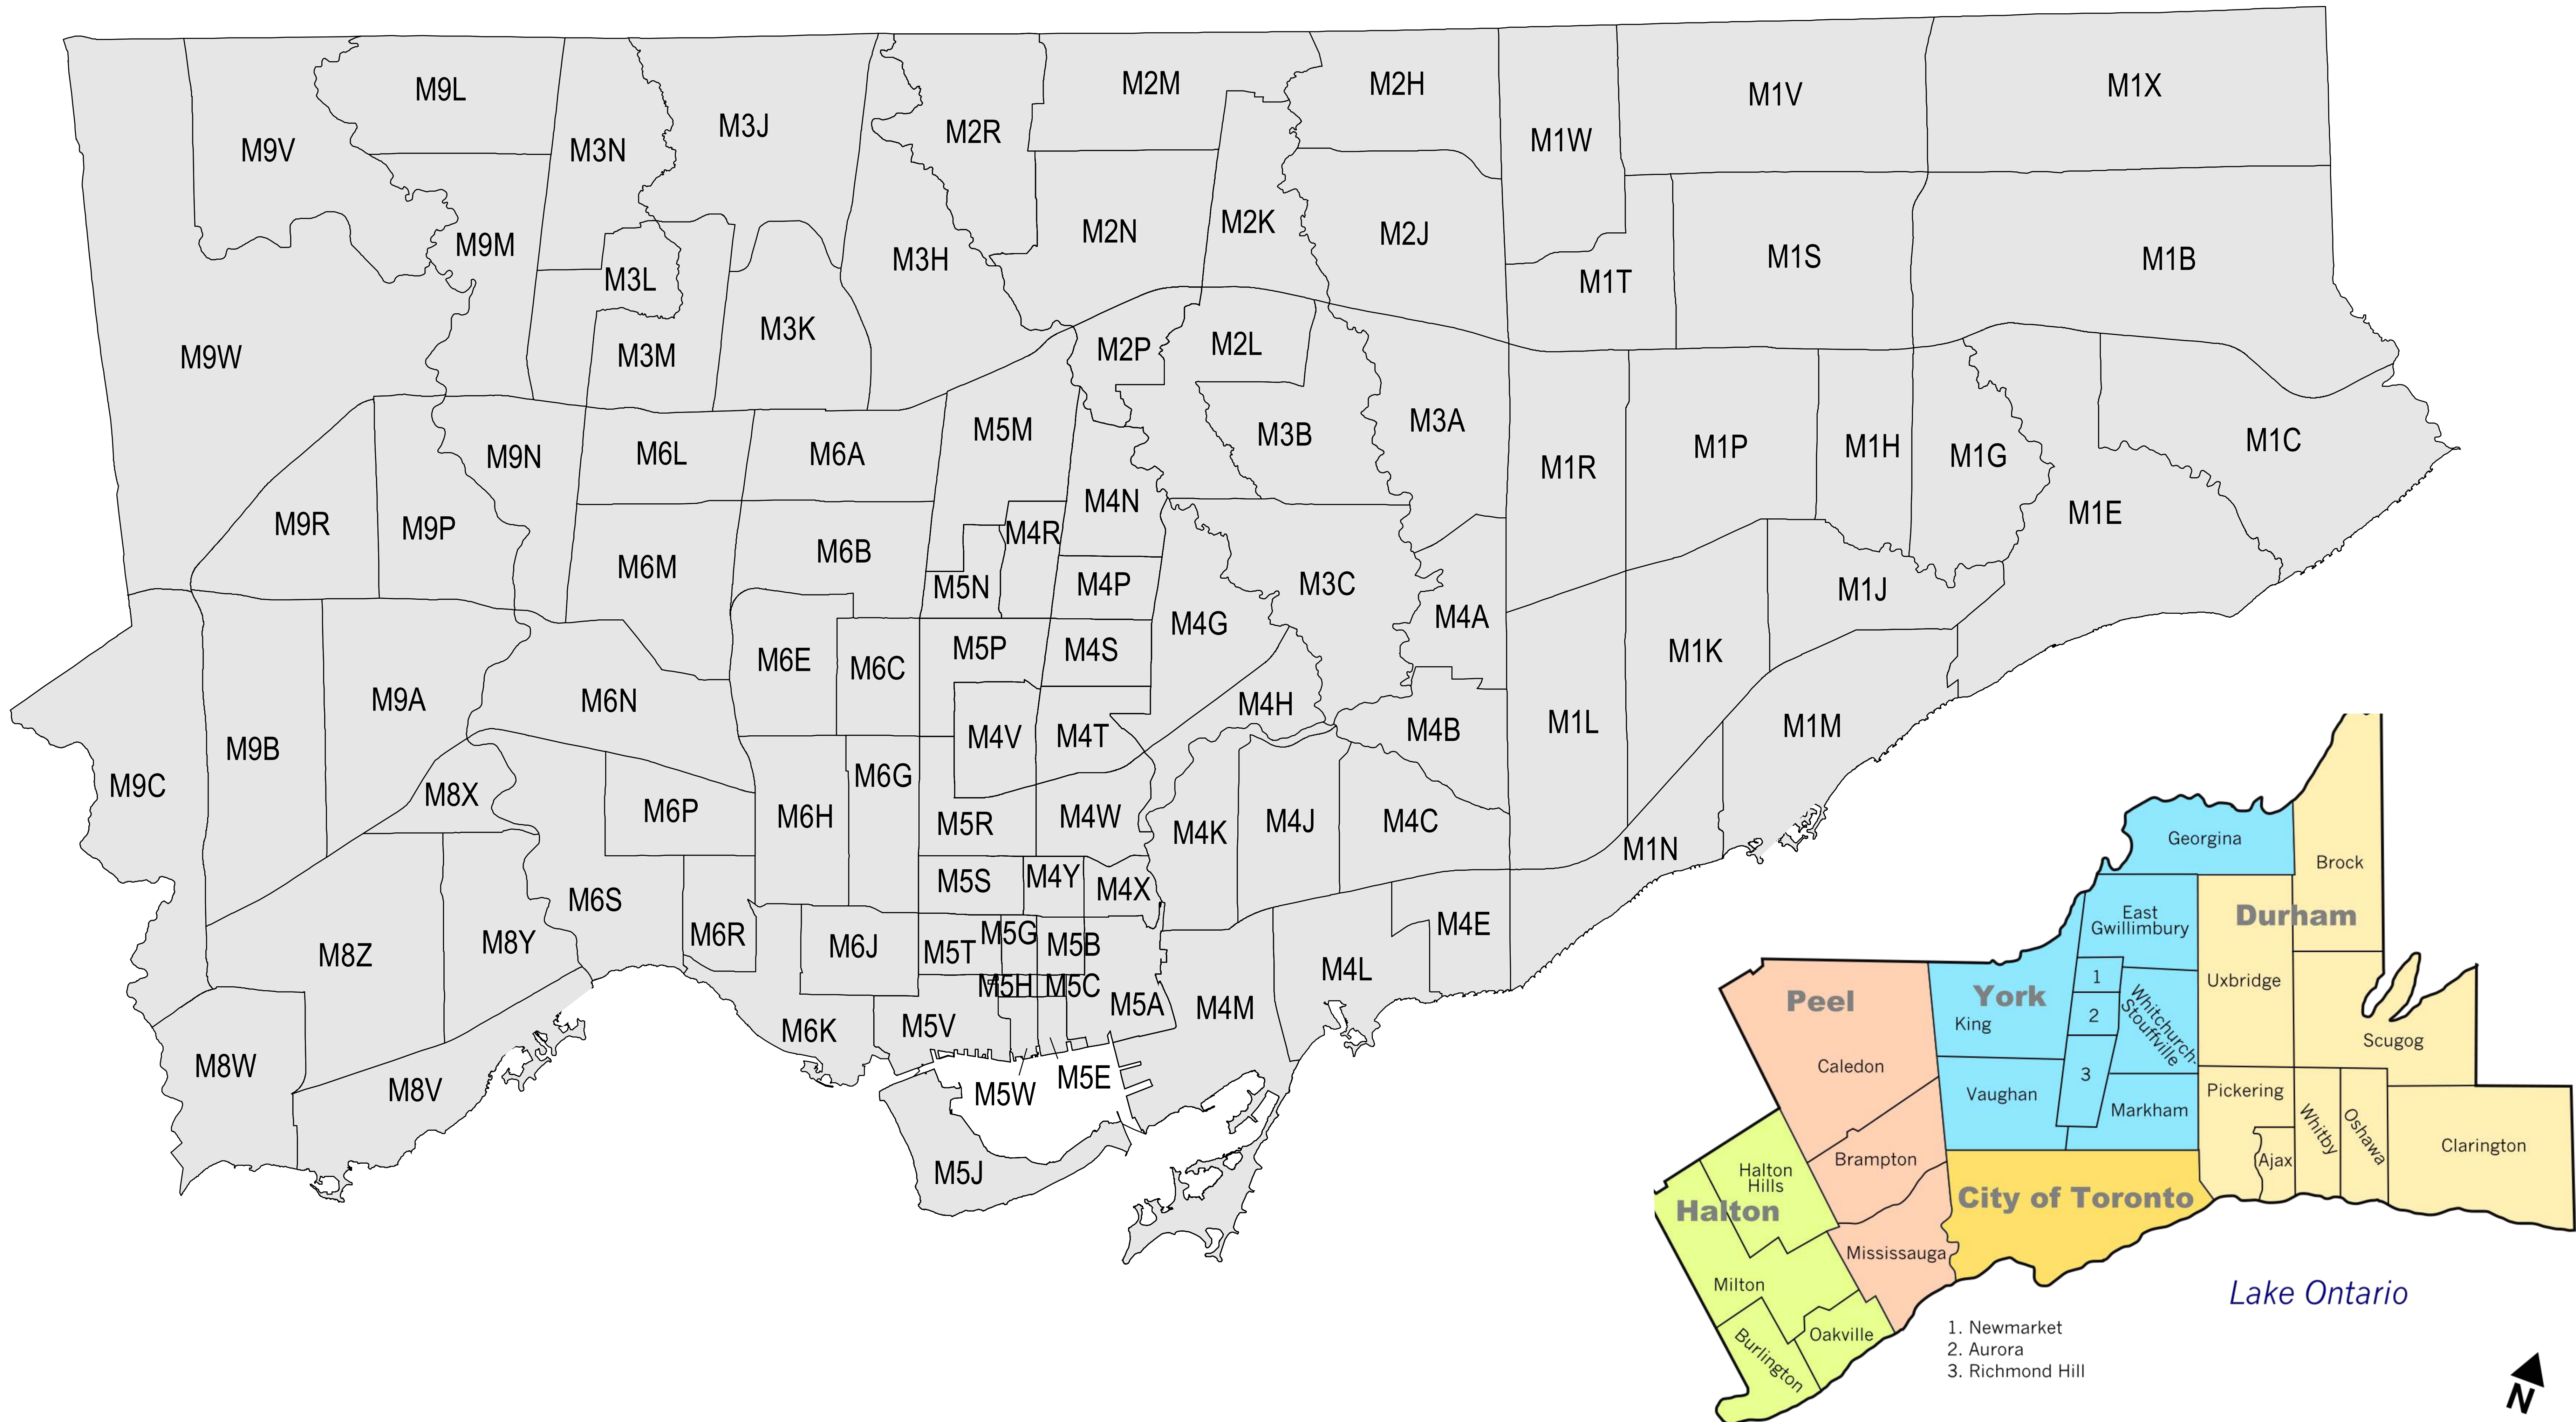 M9L
M2M
M2H
M1X
M1V
M3J
M2R
M1W
M9V
M3N
M2K
M2N
M2J
M9M
M3H
M1S
M1B
M3L
M1T
M3K
M2L
M2P
M3M
M9W
M3A
M5M
M3B
M1C
M1P
M1H
M6L
M6A
M9N
M1G
M1R
M4N
M1E
M9R
M9P
M4R
M6B
M6M
M5N
M4P
M3C
M1J
M4A
M4G
M5P
M4S
M1K
M6E
M6C
M9A
M6N
M4H
M1L
M1M
M4B
M4V
M4T
M9B
M6G
M9C
M8X
M6P
M6H
M5R
M4W
M4K
M4J
M4C
M1N
M5S
M4Y
M4X
M6S
M4E
M6R
M5G
M8Y
M6J
M5T
M5B
M8Z
M4L
M5H
M5C
M5A
M4M
M5V
M6K
M8W
M5E
M8V
M5W
M5J
Georgina
Brock
East
Gwillimbury
Durham
1
Uxbridge
Peel
York
2
Whitchurch-
Stouffville
King
Scugog
Caledon
3
Vaughan
Markham
Pickering
Whitby
Oshawa
Clarington
Brampton
Ajax
Halton
Hills
City of Toronto
Halton
Mississauga
Milton
Lake Ontario
Oakville
Burlington
1. Newmarket
2. Aurora
3. Richmond Hill
N